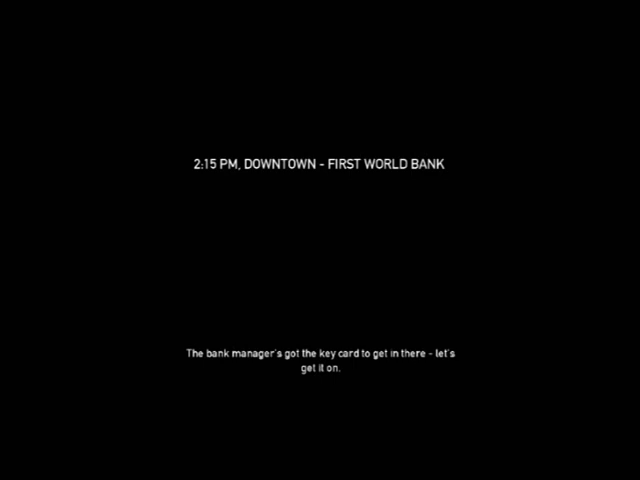 2:15 PM, DOWNTOWN - FIRST WORLD BANK
The bank manager's got the key card to get in there - let's
get it on.